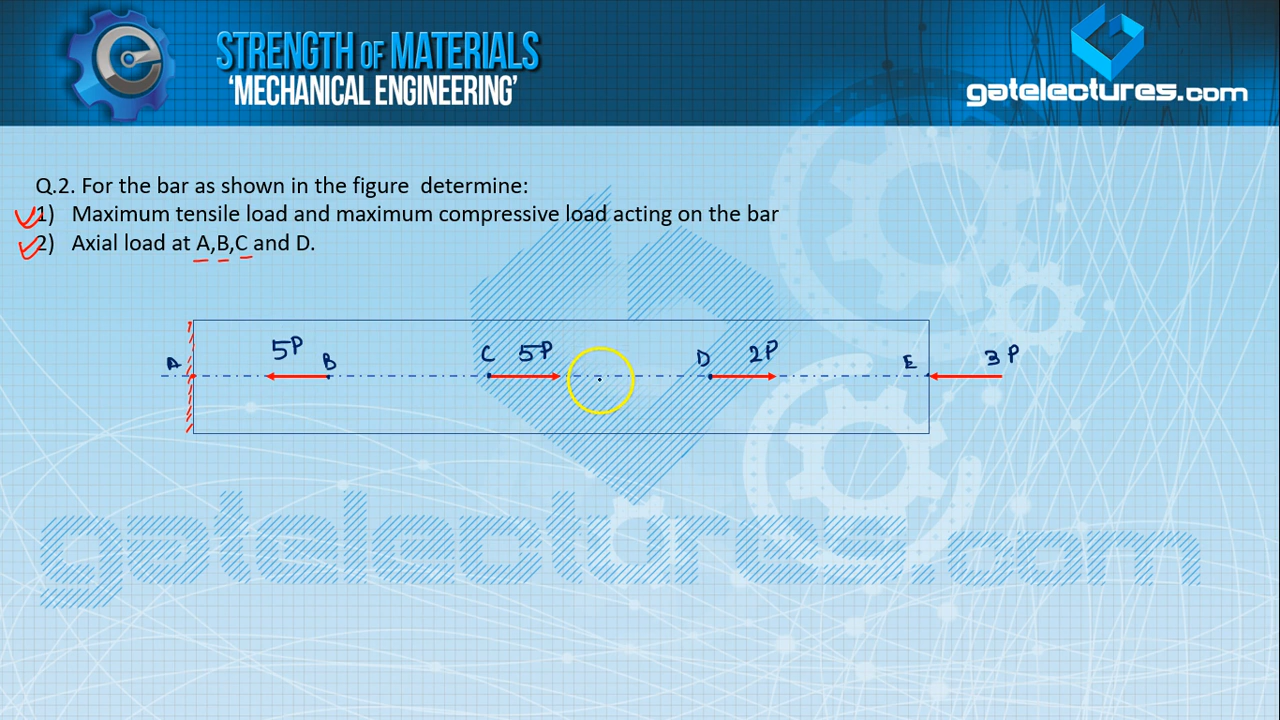 STRENGTH OF MATERIALS
'MECHANICAL ENGINEERING'
gatelectures.com
Q.2. For the bar as shown in the figure determine:
1) Maximum tensile load and maximum compressive load acting on the bar
2) Axial load at A,B,C and D.
A 5P B C 5P D 2P E 3P
gatelectures.com